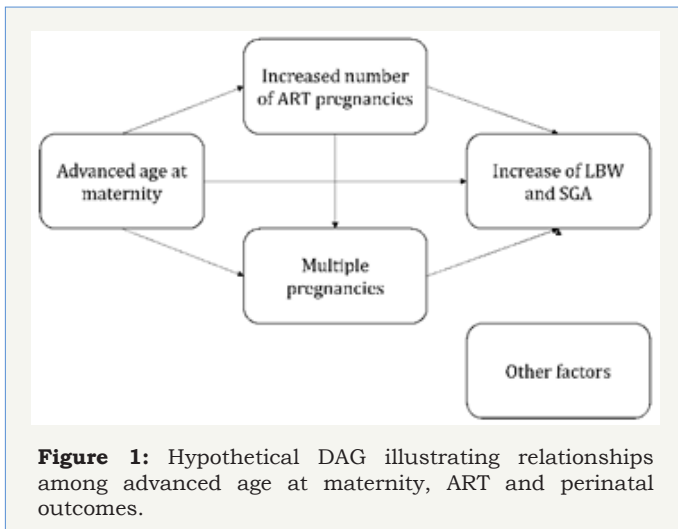 Increased number
of ART pregnancies
Advanced age at
maternity
Increase of LBW
and SGA
Multiple
pregnancies
Other factors
Figure 1: Hypothetical DAG illustrating relationships
among advanced age at maternity, ART and perinatal
outcomes.